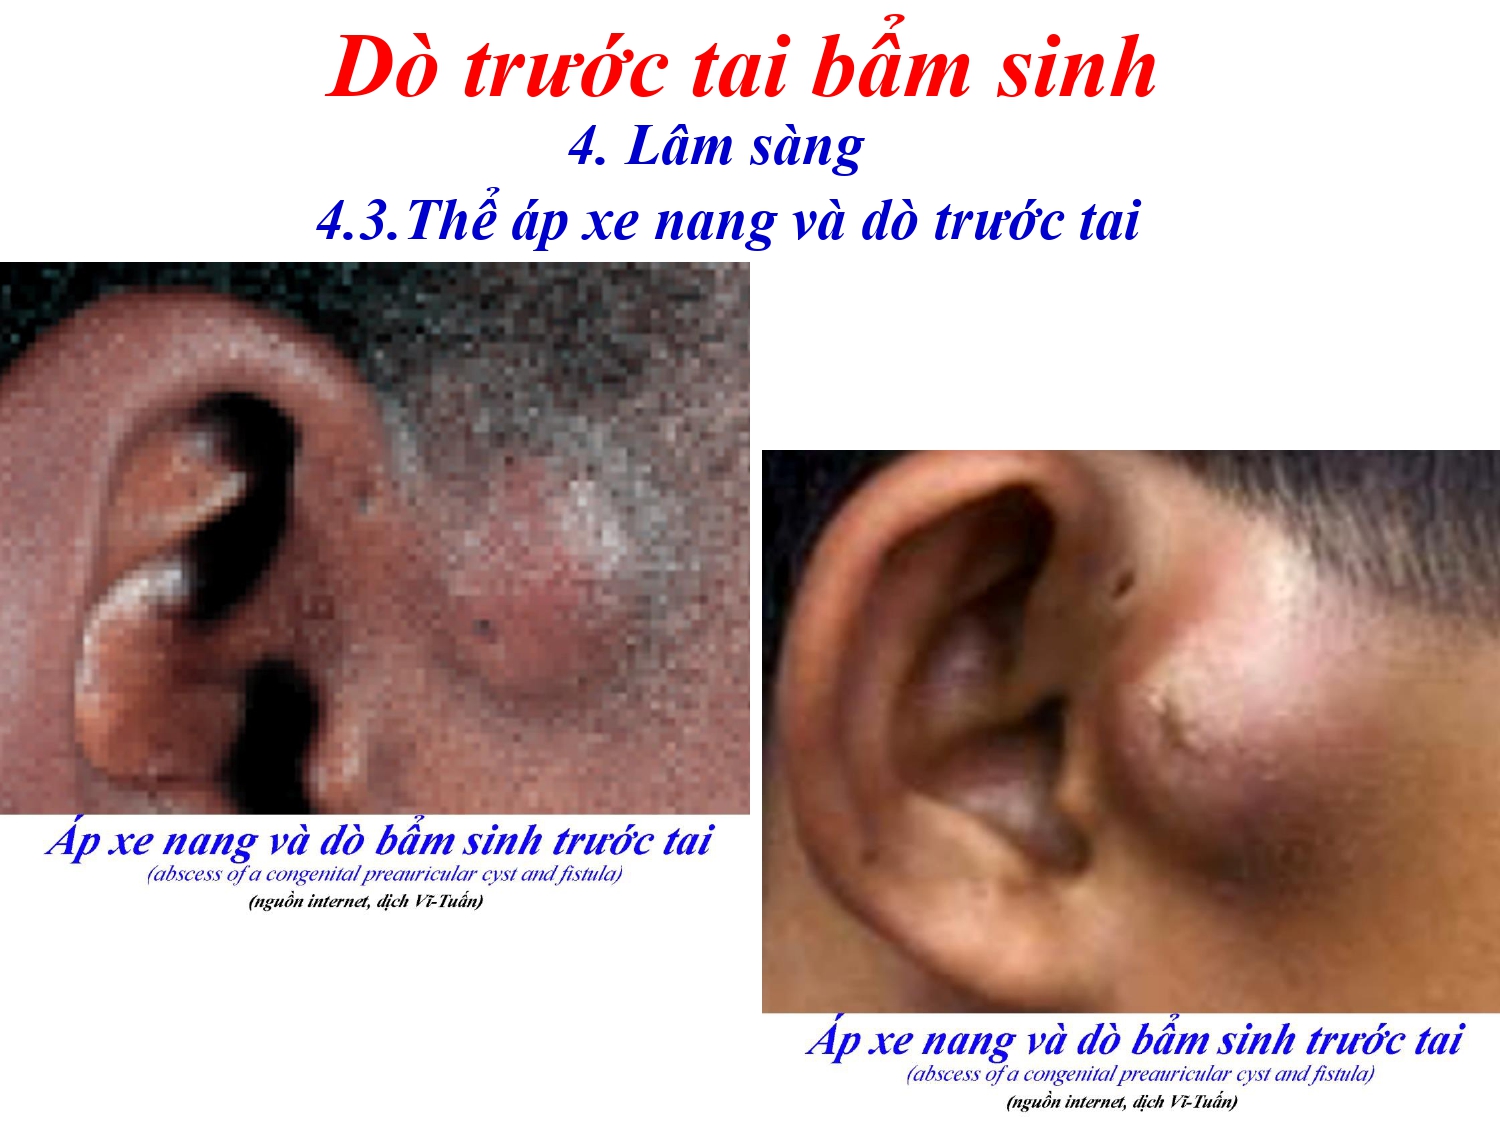 Dò trước tai bẩm sinh
4. Lâm sàng
4.3.Thể áp xe nang và dò trước tai
Áp xe nang và dò bẩm sinh trước tai
(abscess of a congenital preauricular cyst and fistula)
(nguồn internet, dịch Vĩ-Tuấn)
Áp xe nang và dò bẩm sinh trước tai
(abscess of a congenital preauricular cyst and fistula)
(nguồn internet, dịch Vĩ-Tuấn)